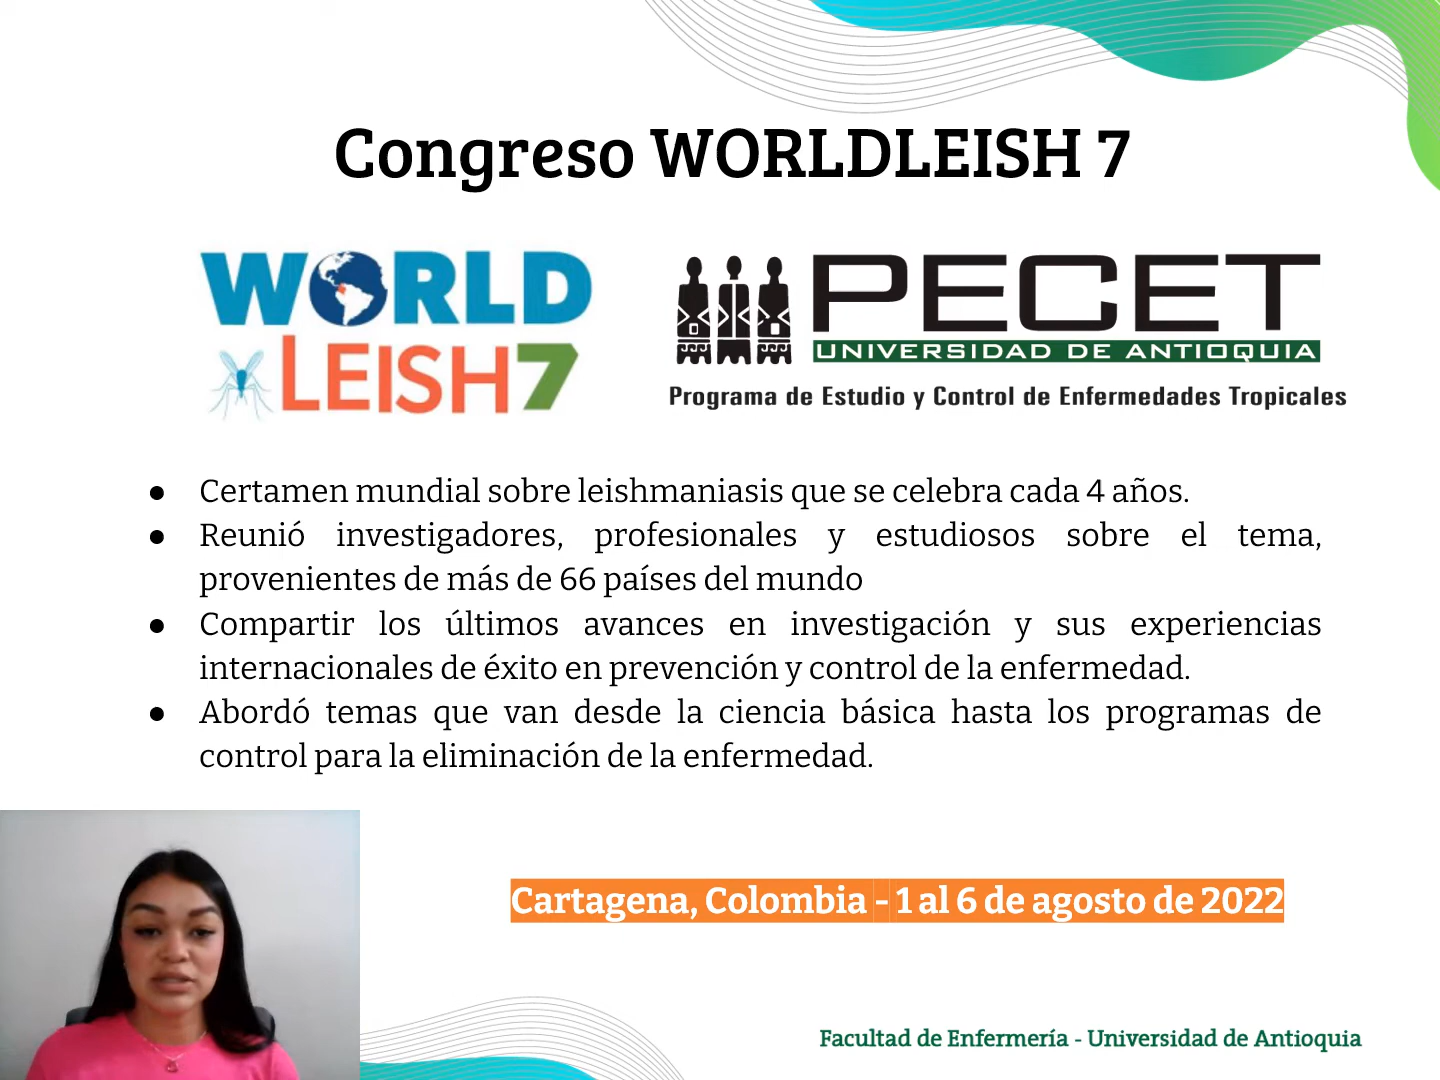 Congreso WORLDLEISH 7
WORLD
LEISH7
PECET
UNIVERSIDAD DE ANTIOQUIA
Programa de Estudio y Control de Enfermedades Tropicales
● Certamen mundial sobre leishmaniasis que se celebra cada 4 años.
● Reunió investigadores, profesionales y estudiosos sobre el tema,
provenientes de más de 66 países del mundo
● Compartir los últimos avances en investigación y sus experiencias
internacionales de éxito en prevención y control de la enfermedad.
● Abordó temas que van desde la ciencia básica hasta los programas de
control para la eliminación de la enfermedad.
Cartagena, Colombia - 1 al 6 de agosto de 2022
Facultad de Enfermería - Universidad de Antioquia